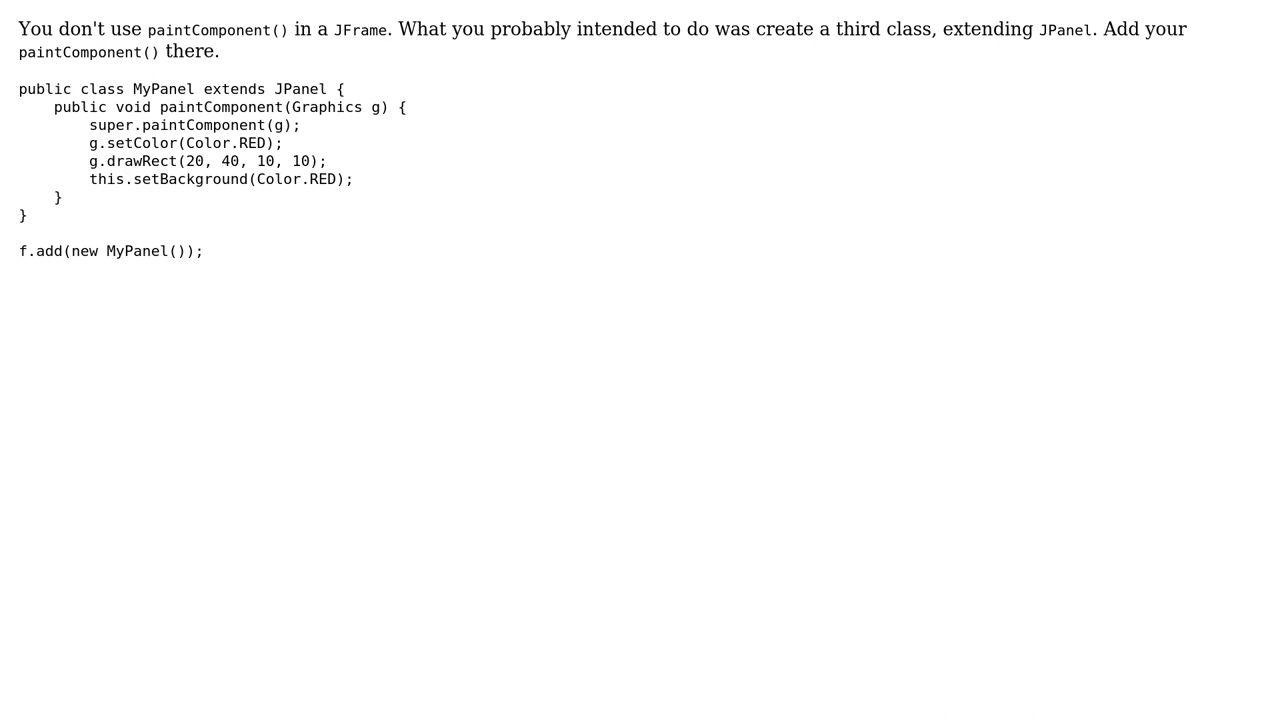 You don't use paintComponent() in a JFrame. What you probably intended to do was create a third class, extending JPanel. Add your
paintComponent() there.
public class MyPanel extends JPanel {
    public void paintComponent(Graphics g) {
        super.paintComponent(g);
        g.setColor(Color.RED);
        g.drawRect(20, 40, 10, 10);
        this.setBackground(Color.RED);
    }
}
f.add(new MyPanel());